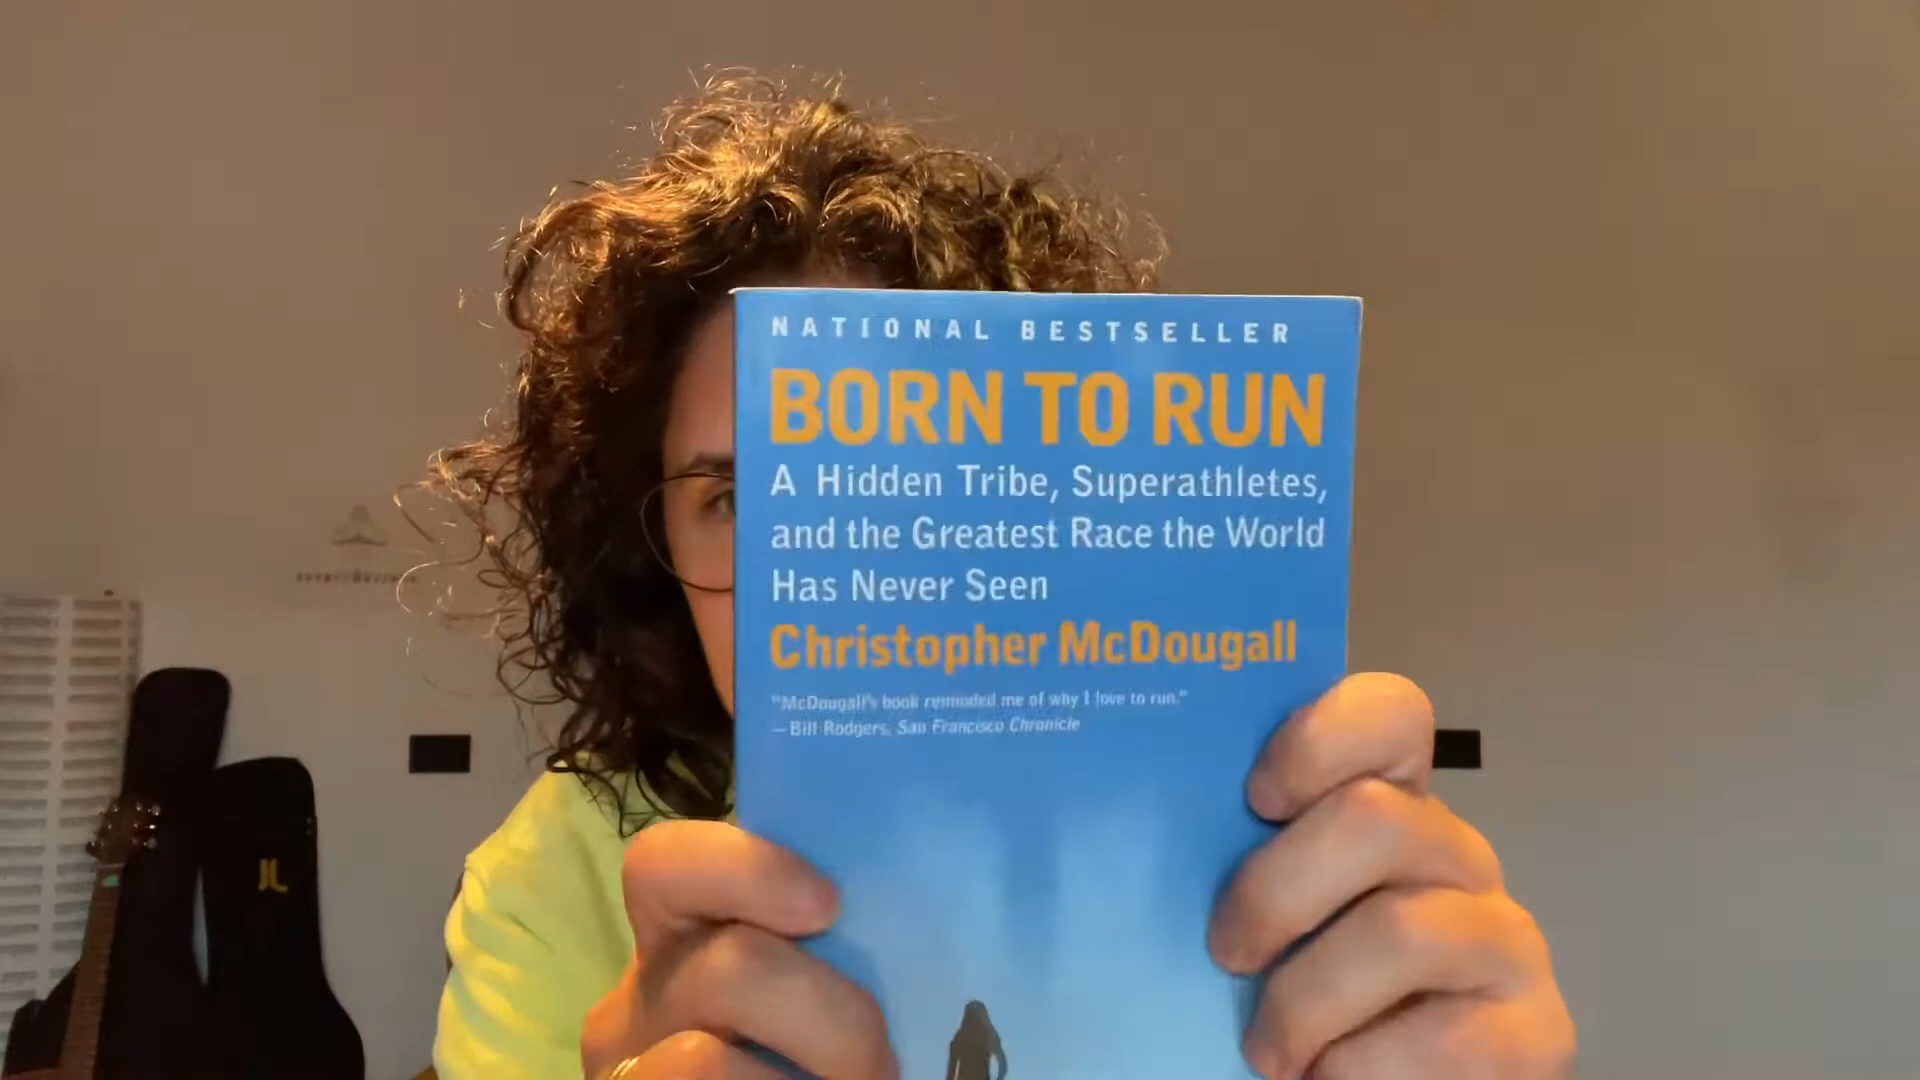 NATIONAL BESTSELLER
BORN TO RUN
A Hidden Tribe, Superathletes,
and the Greatest Race the World
Has Never Seen
Christopher McDougall
"McDougall's book reminded me of why I love to run."
—Bill Rodgers, San Francisco Chronicle
JL